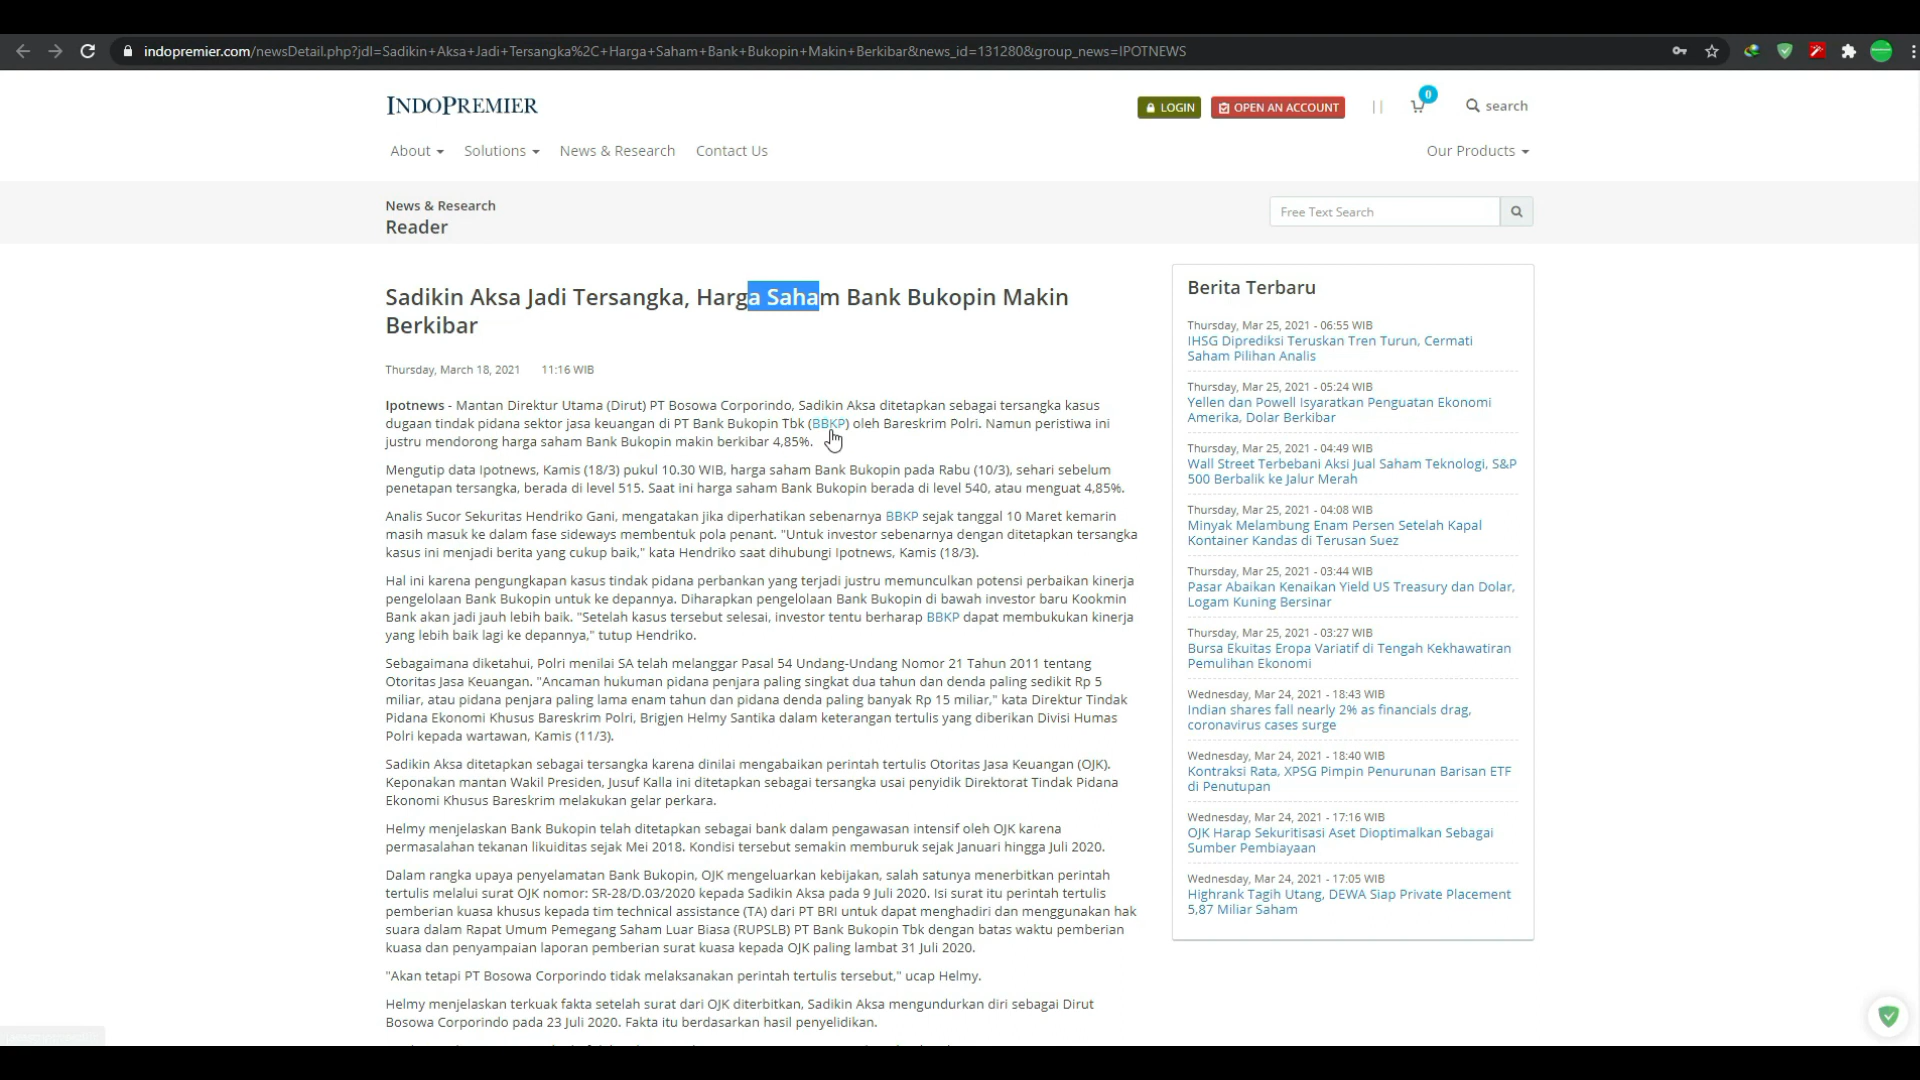 indopremier.com/newsDetail.php?jdl=Sadikin+Aksa+Jadi+Tersangka%2C+Harga+Saham+Bank+Bukopin+Makin+Berkibar&news_id=131280&group_news=IPOTNEWS
INDOPREMIER
LOGIN
OPEN AN ACCOUNT
||
0
search
About
Solutions
News & Research
Contact Us
Our Products
News & Research
Reader
Free Text Search
Sadikin Aksa Jadi Tersangka, Harga Saham Bank Bukopin Makin
Berkibar
Thursday, March 18, 2021 11:16 WIB
Ipotnews - Mantan Direktur Utama (Dirut) PT Bosowa Corporindo, Sadikin Aksa ditetapkan sebagai tersangka kasus
dugaan tindak pidana sektor jasa keuangan di PT Bank Bukopin Tbk (BBKP) oleh Bareskrim Polri. Namun peristiwa ini
justru mendorong harga saham Bank Bukopin makin berkibar 4,85%.
Mengutip data Ipotnews, Kamis (18/3) pukul 10.30 WIB, harga saham Bank Bukopin pada Rabu (10/3), sehari sebelum
penetapan tersangka, berada di level 515. Saat ini harga saham Bank Bukopin berada di level 540, atau menguat 4,85%.
Analis Sucor Sekuritas Hendriko Gani, mengatakan jika diperhatikan sebenarnya BBKP sejak tanggal 10 Maret kemarin
masih masuk ke dalam fase sideways membentuk pola penant. "Untuk investor sebenarnya dengan ditetapkan tersangka
kasus ini menjadi berita yang cukup baik," kata Hendriko saat dihubungi Ipotnews, Kamis (18/3).
Hal ini karena pengungkapan kasus tindak pidana perbankan yang terjadi justru memunculkan potensi perbaikan kinerja
pengelolaan Bank Bukopin untuk ke depannya. Diharapkan pengelolaan Bank Bukopin di bawah investor baru Kookmin
Bank akan jadi jauh lebih baik. "Setelah kasus tersebut selesai, investor tentu berharap BBKP dapat membukukan kinerja
yang lebih baik lagi ke depannya," tutup Hendriko.
Sebagaimana diketahui, Polri menilai SA telah melanggar Pasal 54 Undang-Undang Nomor 21 Tahun 2011 tentang
Otoritas Jasa Keuangan. "Ancaman hukuman pidana penjara paling singkat dua tahun dan denda paling sedikit Rp 5
miliar, atau pidana penjara paling lama enam tahun dan pidana denda paling banyak Rp 15 miliar," kata Direktur Tindak
Pidana Ekonomi Khusus Bareskrim Polri, Brigjen Helmy Santika dalam keterangan tertulis yang diberikan Divisi Humas
Polri kepada wartawan, Kamis (11/3).
Sadikin Aksa ditetapkan sebagai tersangka karena dinilai mengabaikan perintah tertulis Otoritas Jasa Keuangan (OJK).
Keponakan mantan Wakil Presiden, Jusuf Kalla ini ditetapkan sebagai tersangka usai penyidik Direktorat Tindak Pidana
Ekonomi Khusus Bareskrim melakukan gelar perkara.
Helmy menjelaskan Bank Bukopin telah ditetapkan sebagai bank dalam pengawasan intensif oleh OJK karena
permasalahan tekanan likuiditas sejak Mei 2018. Kondisi tersebut semakin memburuk sejak Januari hingga Juli 2020.
Dalam rangka upaya penyelamatan Bank Bukopin, OJK mengeluarkan kebijakan, salah satunya menerbitkan perintah
tertulis melalui surat OJK nomor: SR-28/D.03/2020 kepada Sadikin Aksa pada 9 Juli 2020. Isi surat itu perintah tertulis
pemberian kuasa khusus kepada tim technical assistance (TA) dari PT BRI untuk dapat menghadiri dan menggunakan hak
suara dalam Rapat Umum Pemegang Saham Luar Biasa (RUPSLB) PT Bank Bukopin Tbk dengan batas waktu pemberian
kuasa dan penyampaian laporan pemberian surat kuasa kepada OJK paling lambat 31 Juli 2020.
"Akan tetapi PT Bosowa Corporindo tidak melaksanakan perintah tertulis tersebut," ucap Helmy.
Helmy menjelaskan terkuak fakta setelah surat dari OJK diterbitkan, Sadikin Aksa mengundurkan diri sebagai Dirut
Bosowa Corporindo pada 23 Juli 2020. Fakta itu berdasarkan hasil penyelidikan.
Berita Terbaru
Thursday, Mar 25, 2021 - 06:55 WIB
IHSG Diprediksi Teruskan Tren Turun, Cermati
Saham Pilihan Analis
Thursday, Mar 25, 2021 - 05:24 WIB
Yellen dan Powell Isyaratkan Penguatan Ekonomi
Amerika, Dolar Berkibar
Thursday, Mar 25, 2021 - 04:49 WIB
Wall Street Terbebani Aksi Jual Saham Teknologi, S&P
500 Berbalik ke Jalur Merah
Thursday, Mar 25, 2021 - 04:08 WIB
Minyak Melambung Enam Persen Setelah Kapal
Kontainer Kandas di Terusan Suez
Thursday, Mar 25, 2021 - 03:44 WIB
Pasar Abaikan Kenaikan Yield US Treasury dan Dolar,
Logam Kuning Bersinar
Thursday, Mar 25, 2021 - 03:27 WIB
Bursa Ekuitas Eropa Variatif di Tengah Kekhawatiran
Pemulihan Ekonomi
Wednesday, Mar 24, 2021 - 18:43 WIB
Indian shares fall nearly 2% as financials drag,
coronavirus cases surge
Wednesday, Mar 24, 2021 - 18:40 WIB
Kontraksi Rata, XPSG Pimpin Penurunan Barisan ETF
di Penutupan
Wednesday, Mar 24, 2021 - 17:16 WIB
OJK Harap Sekuritisasi Aset Dioptimalkan Sebagai
Sumber Pembiayaan
Wednesday, Mar 24, 2021 - 17:05 WIB
Highrank Tagih Utang, DEWA Siap Private Placement
5,87 Miliar Saham